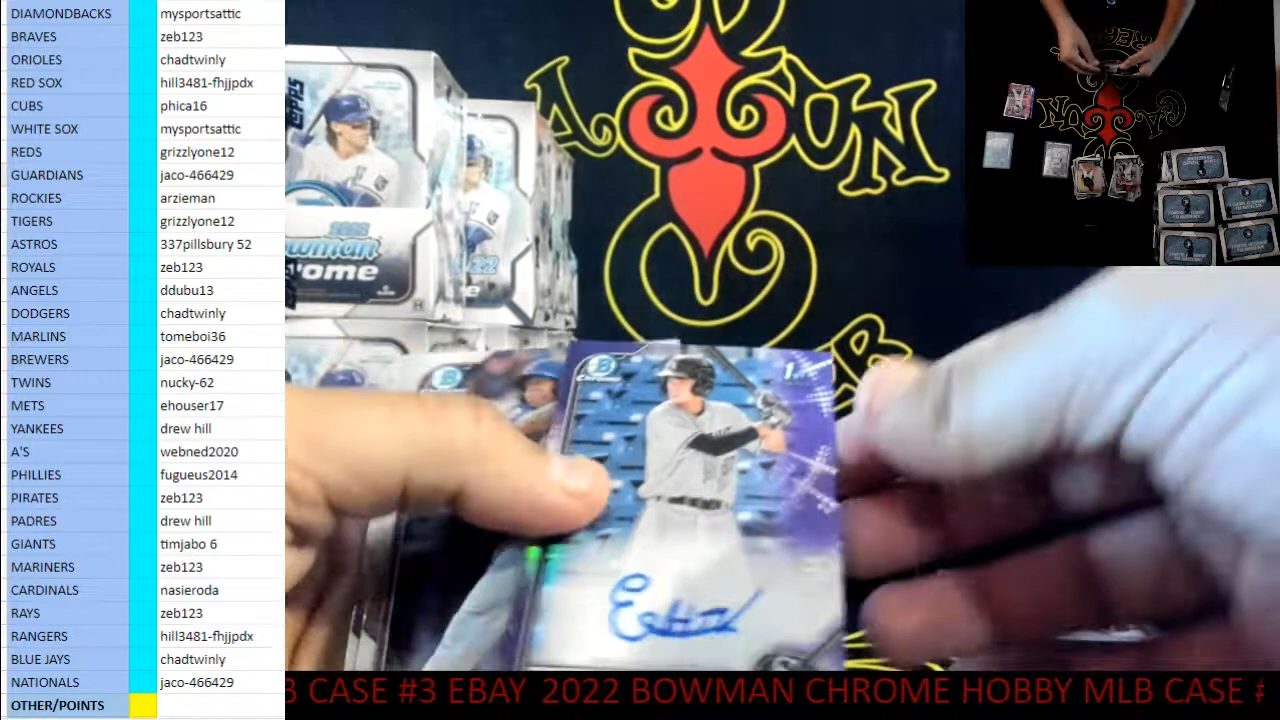 DIAMONDBACKS mysportsattic
BRAVES zeb123
ORIOLES chadtwinly
RED SOX hill3481-fhjjpdx
CUBS phica16
WHITE SOX mysportsattic
REDS grizzlyone12
GUARDIANS jaco-466429
ROCKIES arzieman
TIGERS grizzlyone12
ASTROS 337pillsbury 52
ROYALS zeb123
ANGELS ddubu13
DODGERS chadtwinly
MARLINS tomeboi36
BREWERS jaco-466429
TWINS nucky-62
METS ehouser17
YANKEES drew hill
A'S webned2020
PHILLIES fugueus2014
PIRATES zeb123
PADRES drew hill
GIANTS timjabo 6
MARINERS zeb123
CARDINALS nasieroda
RAYS zeb123
RANGERS hill3481-fhjjpdx
BLUE JAYS chadtwinly
NATIONALS jaco-466429
OTHER/POINTS
TOPPS
Bowman
Chrome
CASE #3 EBAY 2022 BOWMAN CHROME HOBBY MLB CASE #